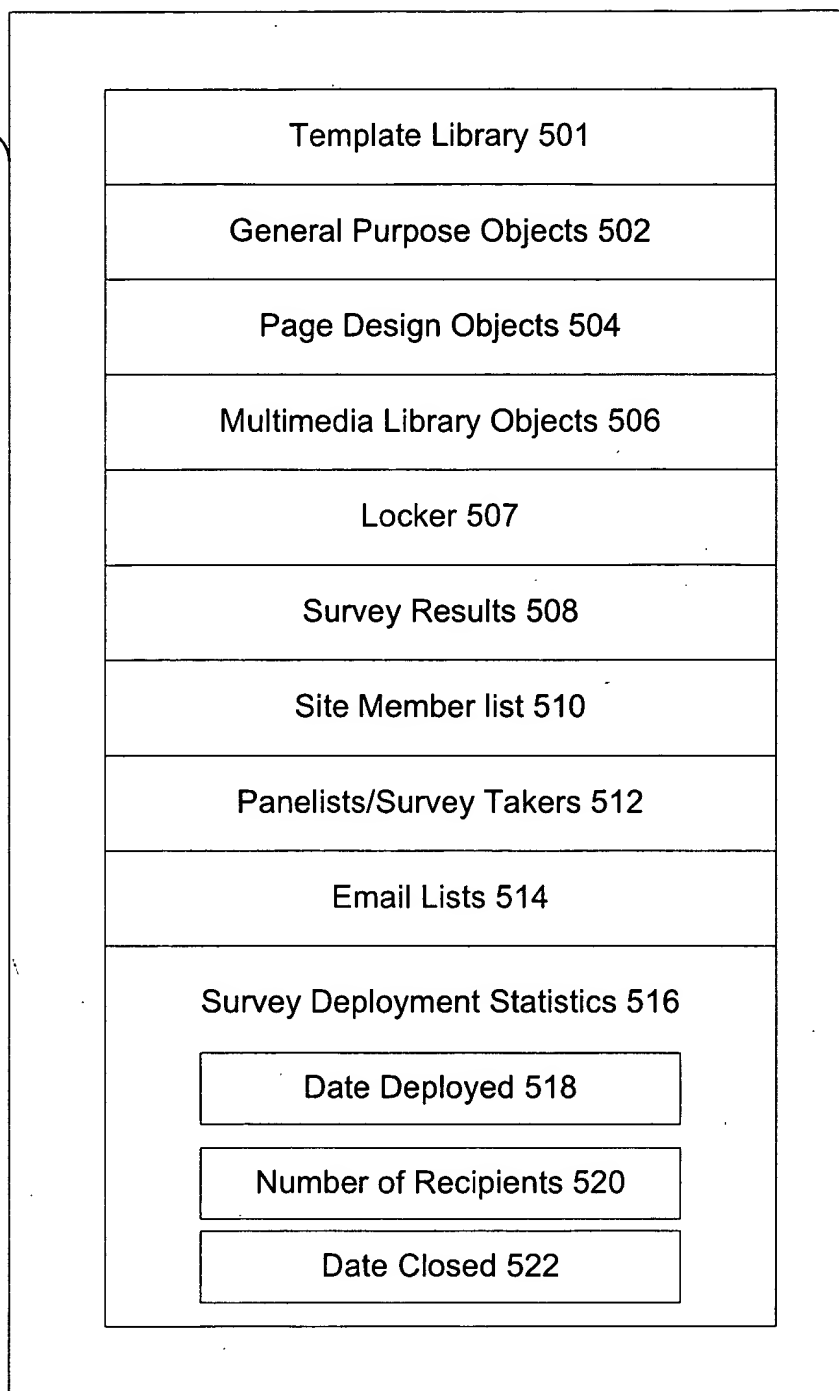 Template Library 501
General Purpose Objects 502
Page Design Objects 504
Multimedia Library Objects 506
Locker 507
Survey Results 508
Site Member list 510
Panelists/Survey Takers 512
Email Lists 514
Survey Deployment Statistics 516
Date Deployed 518
Number of Recipients 520
Date Closed 522